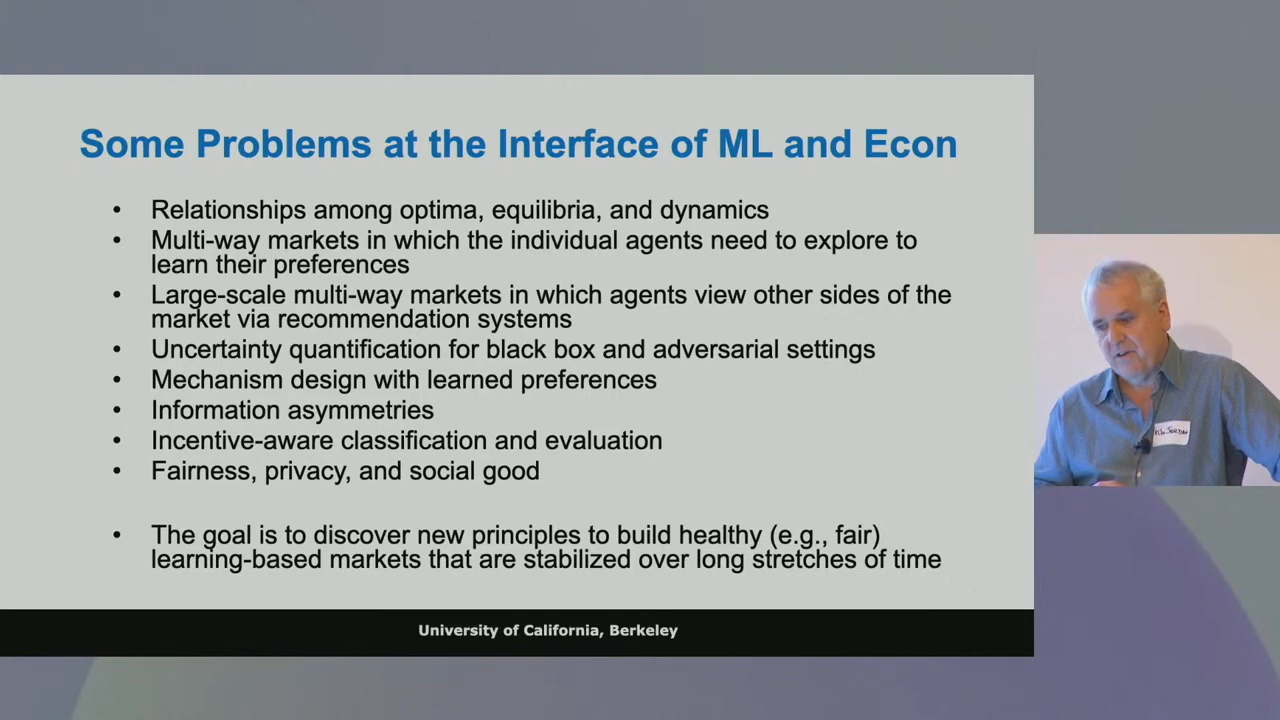 Some Problems at the Interface of ML and Econ
• Relationships among optima, equilibria, and dynamics
• Multi-way markets in which the individual agents need to explore to
learn their preferences
• Large-scale multi-way markets in which agents view other sides of the
market via recommendation systems
• Uncertainty quantification for black box and adversarial settings
• Mechanism design with learned preferences
• Information asymmetries
• Incentive-aware classification and evaluation
• Fairness, privacy, and social good
• The goal is to discover new principles to build healthy (e.g., fair)
learning-based markets that are stabilized over long stretches of time
University of California, Berkeley